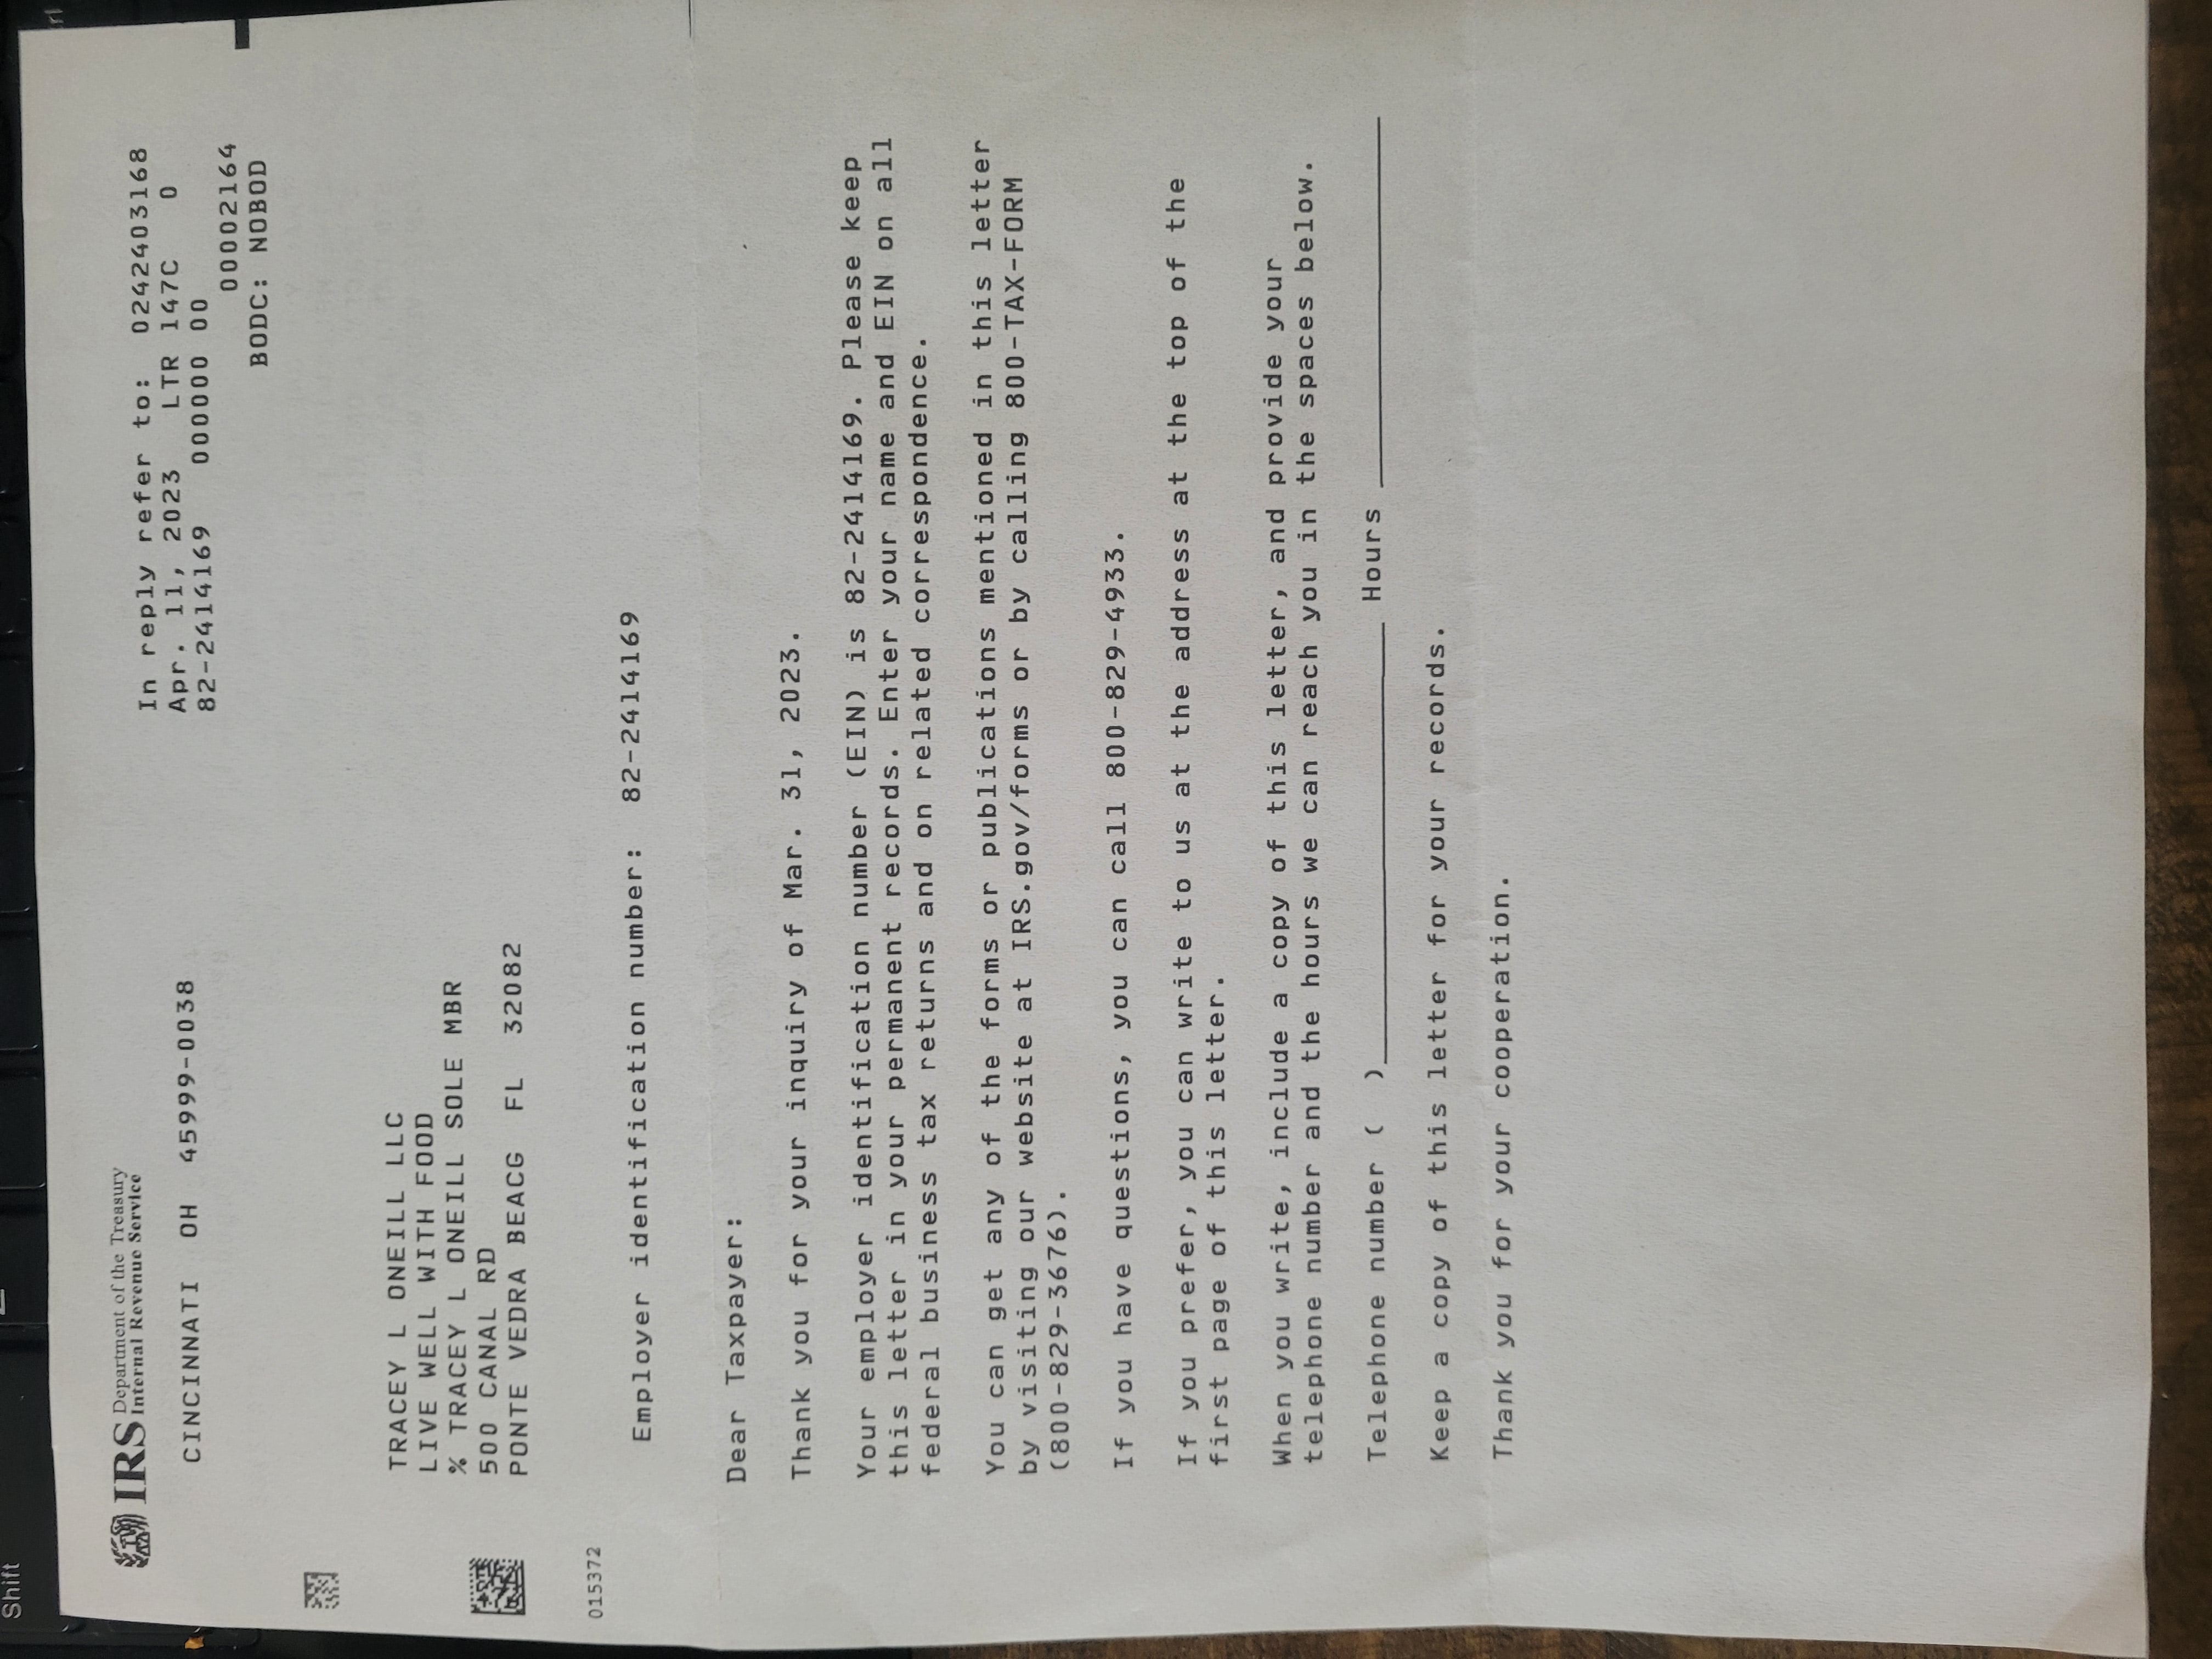 Shift
IRS Department of the Treasury
Internal Revenue Service
CINCINNATI OH 45999-0038
In reply refer to: 0242403168
Apr. 11, 2023 LTR 147C 0
82-2414169 000000 00
00002164
BODC: NOBOD
TRACEY L ONEILL LLC
LIVE WELL WITH FOOD
% TRACEY L ONEILL SOLE MBR
500 CANAL RD
PONTE VEDRA BEACG FL 32082
015372
Employer identification number: 82-2414169
Dear Taxpayer:
Thank you for your inquiry of Mar. 31, 2023.
Your employer identification number (EIN) is 82-2414169. Please keep
this letter in your permanent records. Enter your name and EIN on all
federal business tax returns and on related correspondence.
You can get any of the forms or publications mentioned in this letter
by visiting our website at IRS.gov/forms or by calling 800-TAX-FORM
(800-829-3676).
If you have questions, you can call 800-829-4933.
If you prefer, you can write to us at the address at the top of the
first page of this letter.
When you write, include a copy of this letter, and provide your
telephone number and the hours we can reach you in the spaces below.
Telephone number ( )______________________ Hours __________________
Keep a copy of this letter for your records.
Thank you for your cooperation.